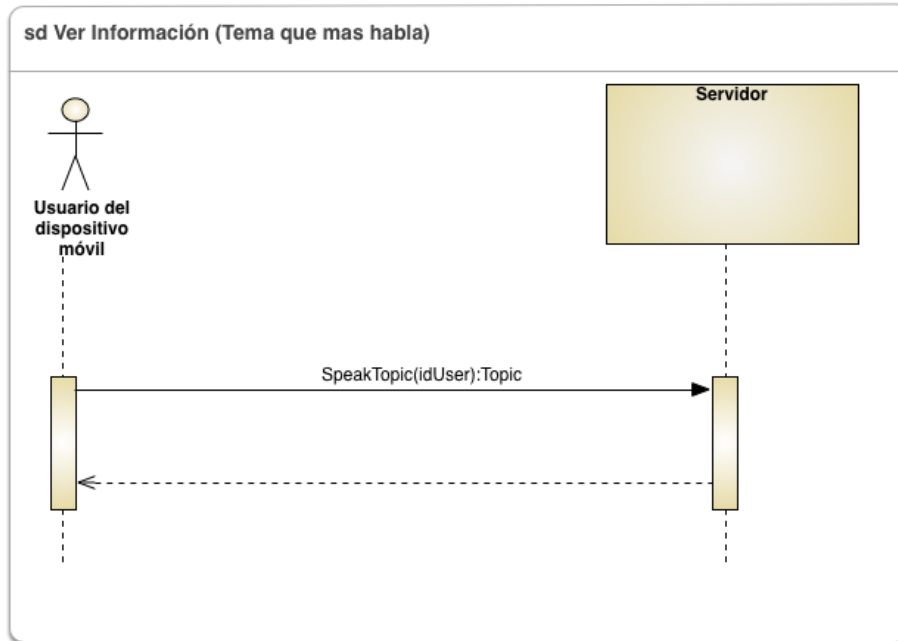 sd Ver Información (Tema que mas habla)
Servidor
Usuario del
dispositivo
móvil
SpeakTopic(idUser):Topic